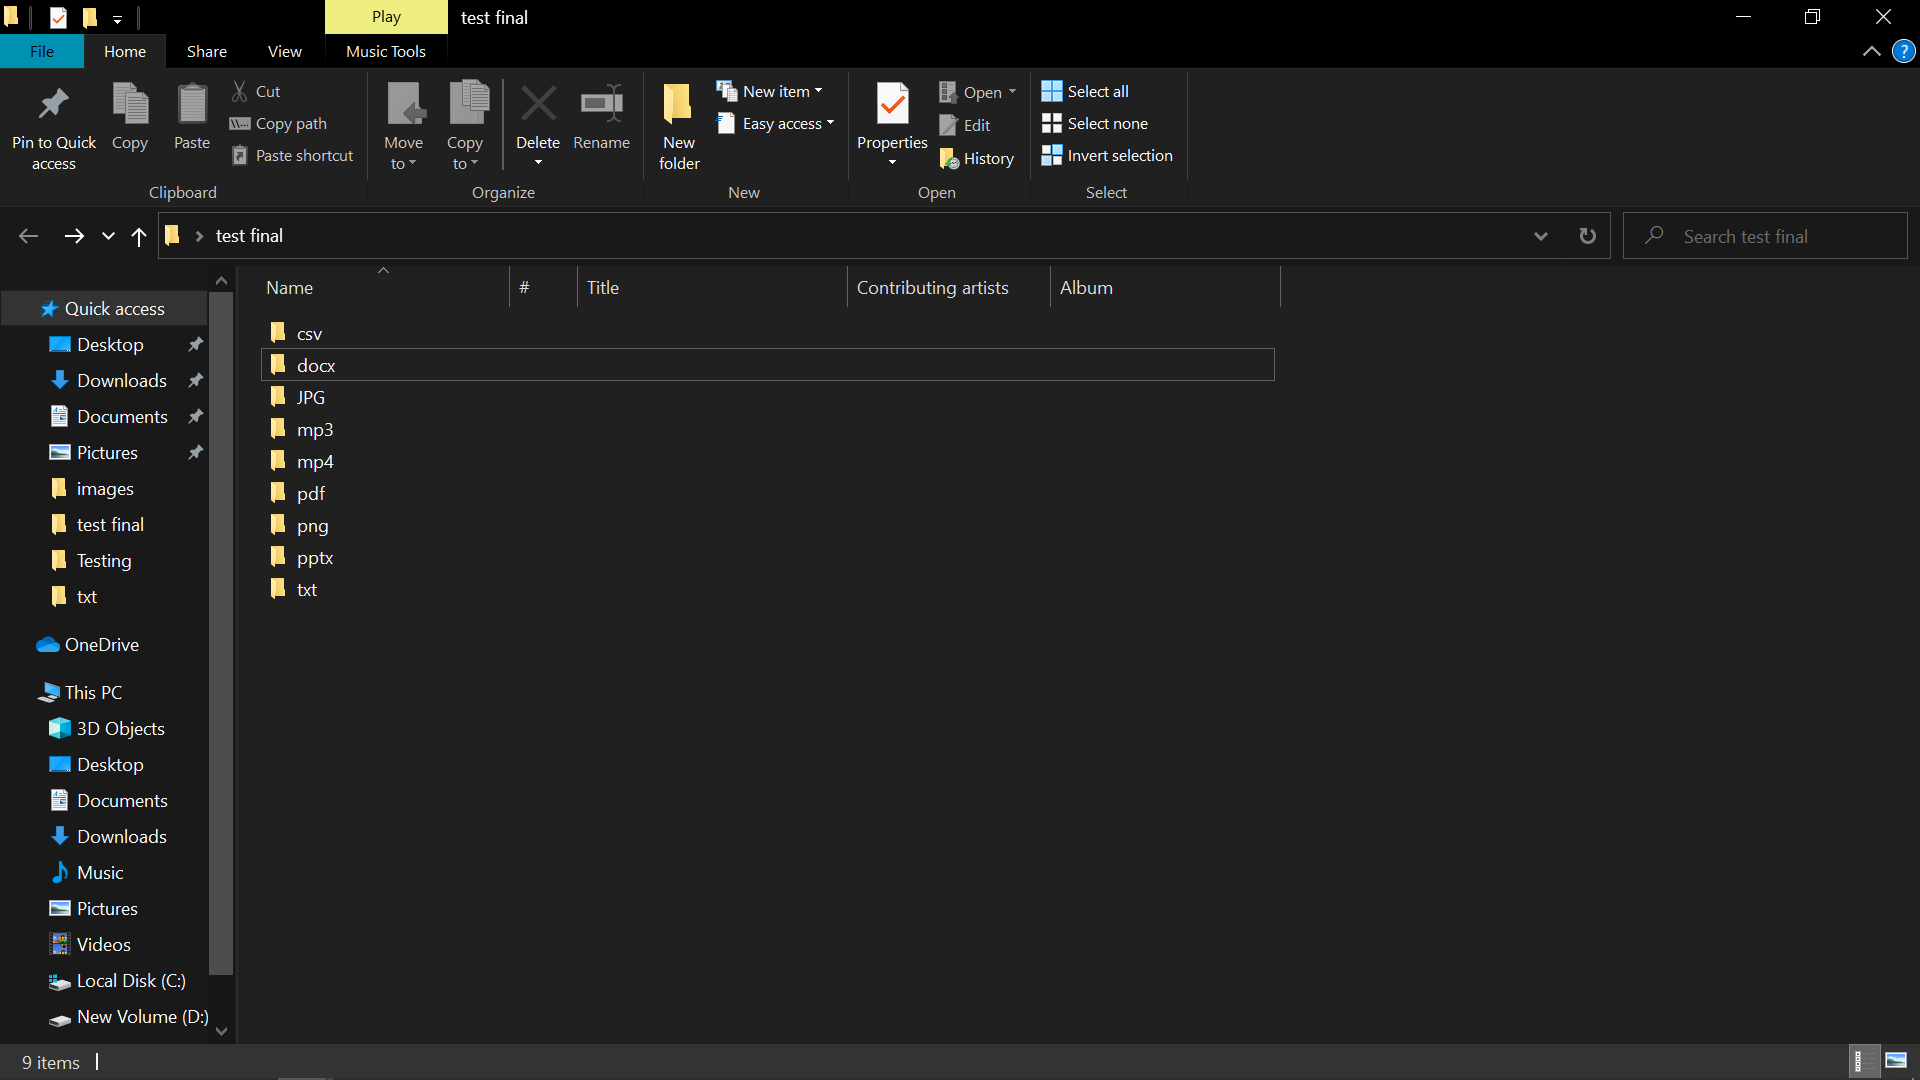 Play
test final
File
Home
Share
View
Music Tools
?
Pin to Quick access
Copy
Paste
Cut
Copy path
Paste shortcut
Clipboard
Move to
Copy to
Delete
Rename
Organize
New folder
New item
Easy access
New
Properties
Open
Edit
History
Open
Select all
Select none
Invert selection
Select
test final
Search test final
Name
#
Title
Contributing artists
Album
Quick access
Desktop
Downloads
Documents
Pictures
images
test final
Testing
txt
OneDrive
This PC
3D Objects
Desktop
Documents
Downloads
Music
Pictures
Videos
Local Disk (C:)
New Volume (D:)
csv
docx
JPG
mp3
mp4
pdf
png
pptx
txt
9 items